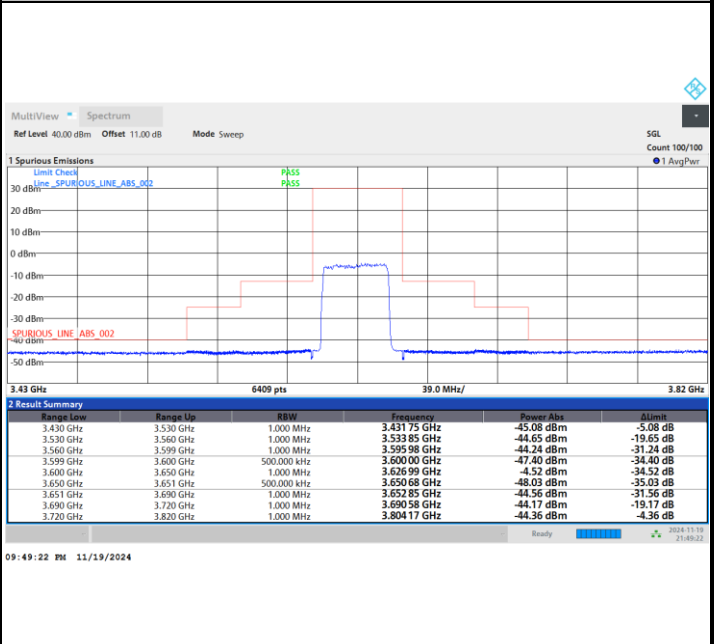 MultiView Spectrum
Ref Level 40.00 dBm Offset 11.00 dB Mode Sweep SGL
Count 100/100
1 Spurious Emissions 1 AvgPwr
Limit Check PASS
Line _SPURIOUS_LINE_ABS_002 PASS
30 dBm
20 dBm
10 dBm
0 dBm
-10 dBm
-20 dBm
-30 dBm
_SPURIOUS_LINE_ABS_002
-40 dBm
-50 dBm
3.43 GHz 6409 pts 39.0 MHz/ 3.82 GHz
2 Result Summary
Range Low Range Up RBW Frequency Power Abs ΔLimit
3.430 GHz 3.530 GHz 1.000 MHz 3.431 75 GHz -45.08 dBm -5.08 dB
3.530 GHz 3.560 GHz 1.000 MHz 3.533 85 GHz -44.65 dBm -19.65 dB
3.560 GHz 3.599 GHz 1.000 MHz 3.595 98 GHz -44.24 dBm -31.24 dB
3.599 GHz 3.600 GHz 500.000 kHz 3.600 00 GHz -47.40 dBm -34.40 dB
3.600 GHz 3.650 GHz 1.000 MHz 3.626 99 GHz -4.52 dBm -34.52 dB
3.650 GHz 3.651 GHz 500.000 kHz 3.650 68 GHz -48.03 dBm -35.03 dB
3.651 GHz 3.690 GHz 1.000 MHz 3.652 85 GHz -44.56 dBm -31.56 dB
3.690 GHz 3.720 GHz 1.000 MHz 3.690 58 GHz -44.17 dBm -19.17 dB
3.720 GHz 3.820 GHz 1.000 MHz 3.804 17 GHz -44.36 dBm -4.36 dB
Ready 2024-11-19
21:49:22
09:49:22 PM 11/19/2024